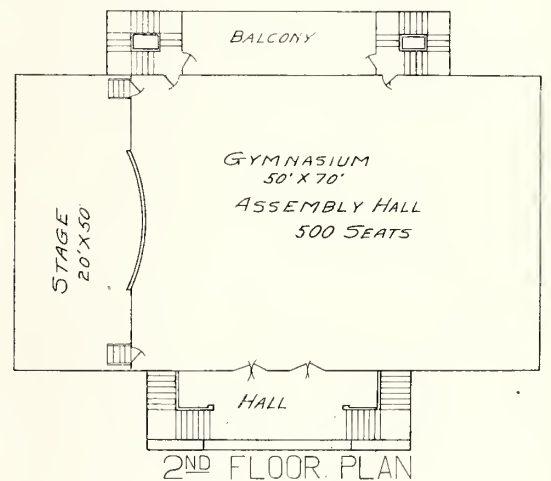 BALCONY
GYMNASIUM
50' X 70'
ASSEMBLY HALL
500 SEATS
STAGE
20' X 50'
HALL
2ND FLOOR PLAN